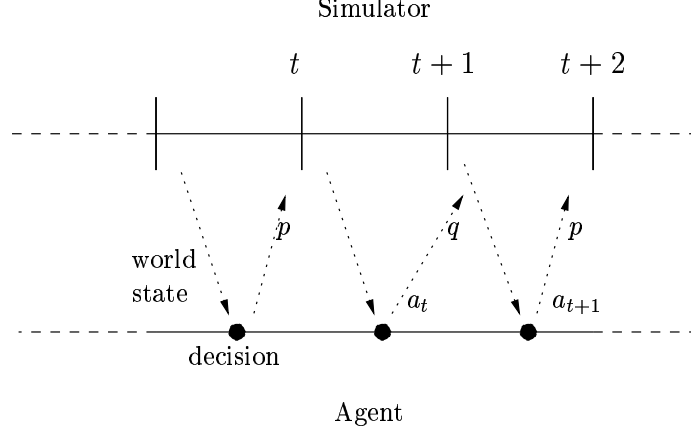 Simulator
t t + 1 t + 2
p q p
world
state
a_t a_{t+1}
decision
Agent